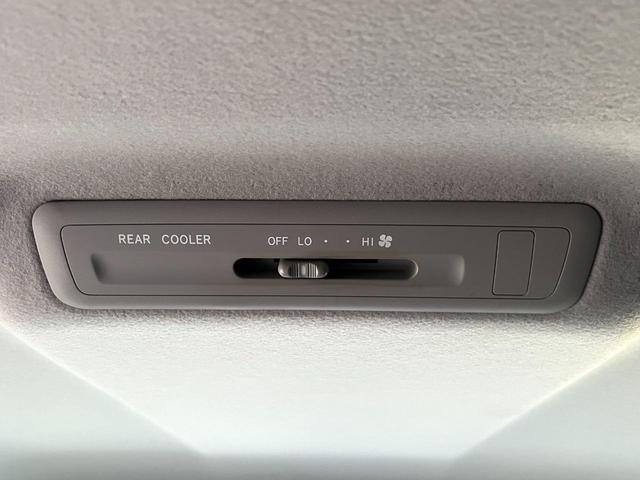 REAR COOLER OFF LO · · HI